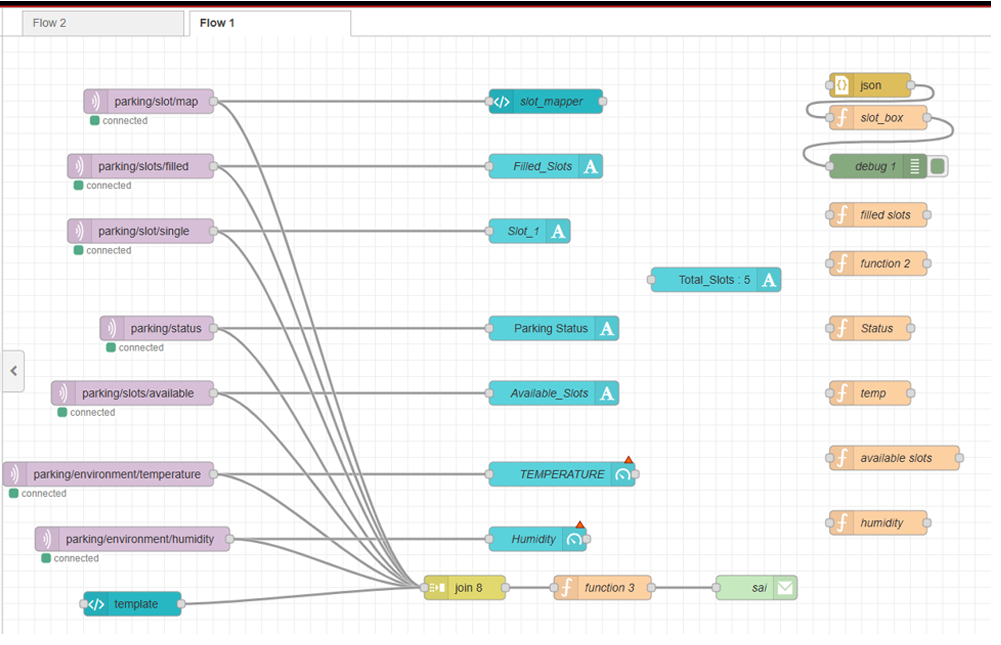 Flow 2
Flow 1
parking/slot/map
connected
slot_mapper
json
slot_box
parking/slots/filled
connected
Filled_Slots
A
debug 1
filled slots
parking/slot/single
connected
Slot_1
A
function 2
Total_Slots : 5
A
parking/status
connected
Parking Status
A
Status
parking/slots/available
connected
Available_Slots
A
temp
available slots
parking/environment/temperature
connected
TEMPERATURE
humidity
parking/environment/humidity
connected
Humidity
join 8
function 3
sai
template